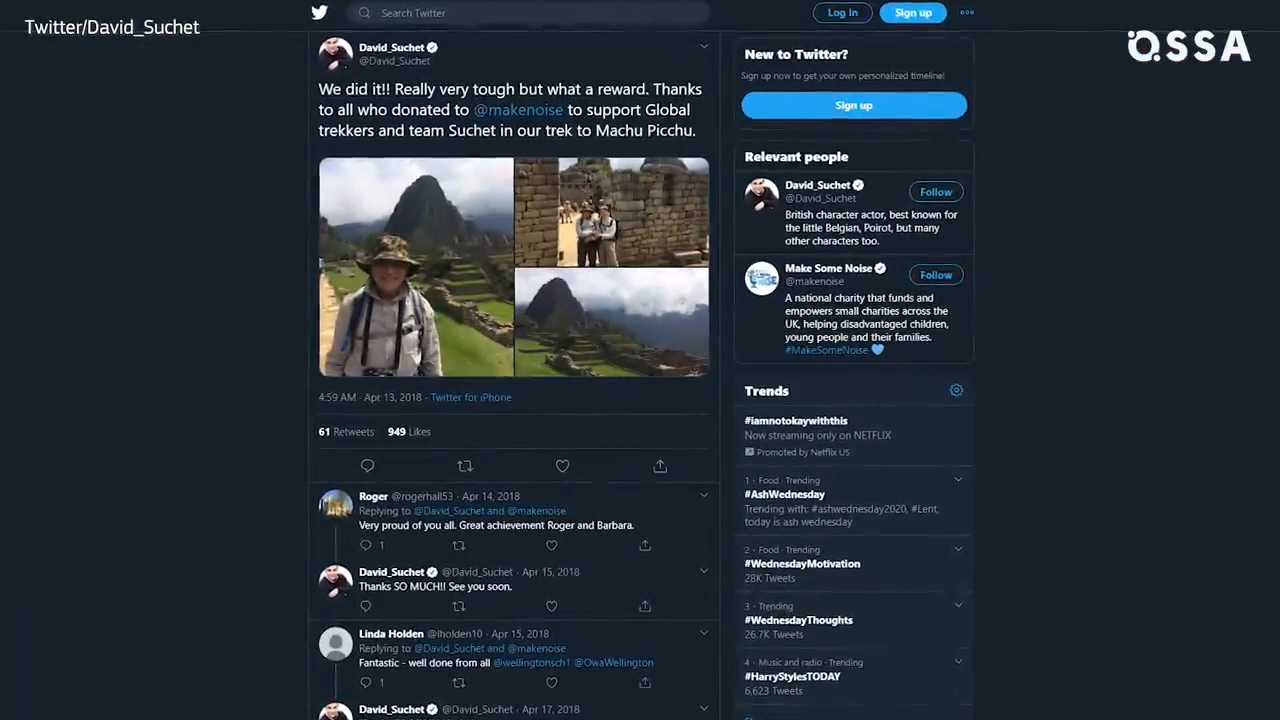 Twitter/David_Suchet
QSSA
Search Twitter
Log in
Sign up
David_Suchet
@David_Suchet
We did it!! Really very tough but what a reward. Thanks
to all who donated to @makenoise to support Global
trekkers and team Suchet in our trek to Machu Picchu.
4:59 AM · Apr 13, 2018 · Twitter for iPhone
61 Retweets 949 Likes
Roger @rogerhall53 · Apr 14, 2018
Replying to @David_Suchet and @makenoise
Very proud of you all. Great achievement Roger and Barbara.
1
David_Suchet @David_Suchet · Apr 15, 2018
Thanks SO MUCH!! See you soon.
Linda Holden @lholden10 · Apr 15, 2018
Replying to @David_Suchet and @makenoise
Fantastic - well done from all @wellingtonsch1 @OwaWellington
1
David_Suchet @David_Suchet · Apr 17, 2018
New to Twitter?
Sign up now to get your own personalized timeline!
Sign up
Relevant people
David_Suchet
@David_Suchet
Follow
British character actor, best known for
the little Belgian, Poirot, but many
other characters too.
Make Some Noise
@makenoise
Follow
A national charity that funds and
empowers small charities across the
UK, helping disadvantaged children,
young people and their families.
#MakeSomeNoise
Trends
#iamnotokaywiththis
Now streaming only on NETFLIX
Promoted by Netflix US
1 · Food · Trending
#AshWednesday
Trending with: #ashwednesday2020, #Lent,
today is ash wednesday
2 · Food · Trending
#WednesdayMotivation
28K Tweets
3 · Trending
#WednesdayThoughts
26.7K Tweets
4 · Music and radio · Trending
#HarryStylesTODAY
6,623 Tweets